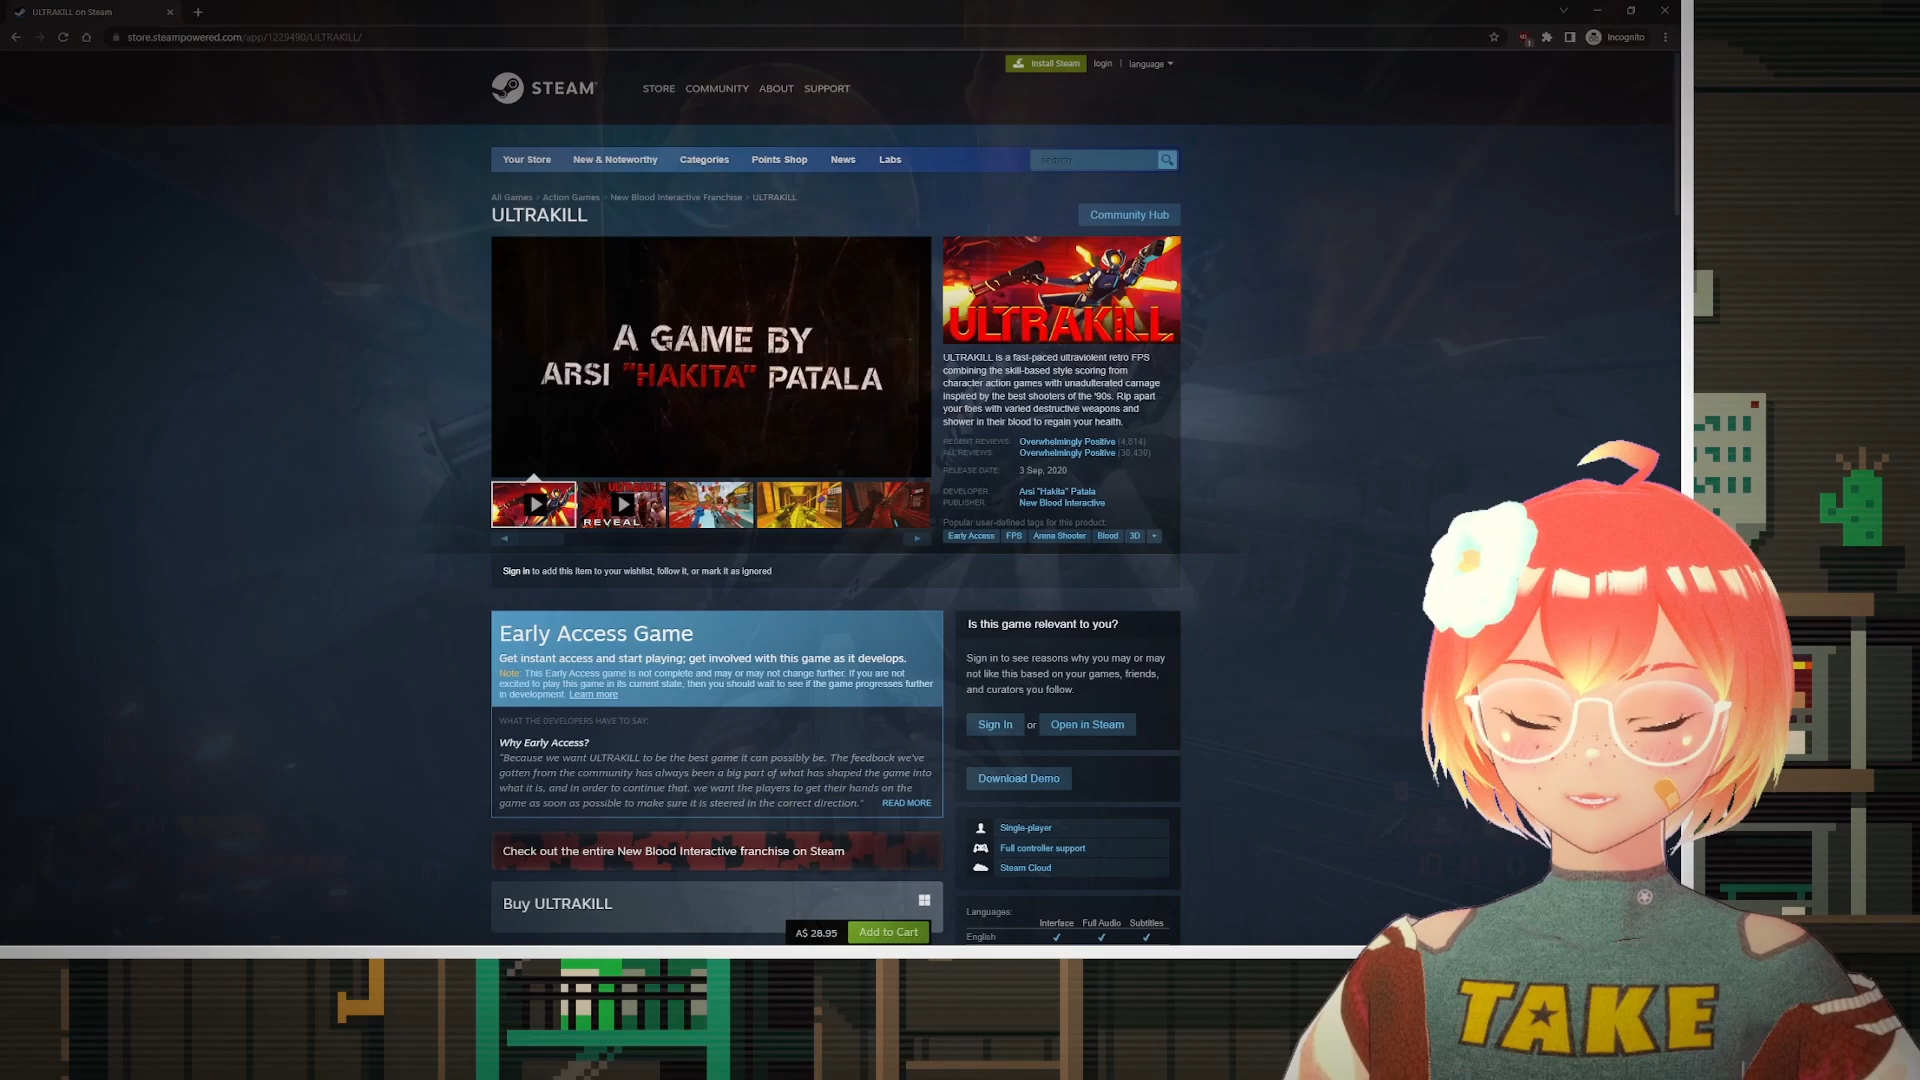 ULTRAKILL on Steam
store.steampowered.com/app/1229490/ULTRAKILL/
1
Incognito
Install Steam
login | language
STEAM
STORE COMMUNITY ABOUT SUPPORT
Your Store New & Noteworthy Categories Points Shop News Labs
search
All Games > Action Games > New Blood Interactive Franchise > ULTRAKILL
ULTRAKILL
Community Hub
A GAME BY
ARSI "HAKITA" PATALA
ULTRAKILL
ULTRAKILL is a fast-paced ultraviolent retro FPS
combining the skill-based style scoring from
character action games with unadulterated carnage
inspired by the best shooters of the '90s. Rip apart
your foes with varied destructive weapons and
shower in their blood to regain your health.
RECENT REVIEWS: Overwhelmingly Positive (4,814)
ALL REVIEWS: Overwhelmingly Positive (30,430)
RELEASE DATE: 3 Sep, 2020
DEVELOPER: Arsi "Hakita" Patala
PUBLISHER: New Blood Interactive
Popular user-defined tags for this product:
Early Access FPS Arena Shooter Blood 3D +
ULTRAKILL
REVEAL
Sign in to add this item to your wishlist, follow it, or mark it as ignored
Early Access Game
Get instant access and start playing; get involved with this game as it develops.
Note: This Early Access game is not complete and may or may not change further. If you are not
excited to play this game in its current state, then you should wait to see if the game progresses further
in development. Learn more
WHAT THE DEVELOPERS HAVE TO SAY:
Why Early Access?
"Because we want ULTRAKILL to be the best game it can possibly be. The feedback we've
gotten from the community has always been a big part of what has shaped the game into
what it is, and in order to continue that, we want the players to get their hands on the
game as soon as possible to make sure it is steered in the correct direction."
READ MORE
Check out the entire New Blood Interactive franchise on Steam
Buy ULTRAKILL
A$ 28.95
Add to Cart
Is this game relevant to you?
Sign in to see reasons why you may or may
not like this based on your games, friends,
and curators you follow.
Sign In or Open in Steam
Download Demo
Single-player
Full controller support
Steam Cloud
Languages:
Interface Full Audio Subtitles
English ✓ ✓ ✓
TAKE